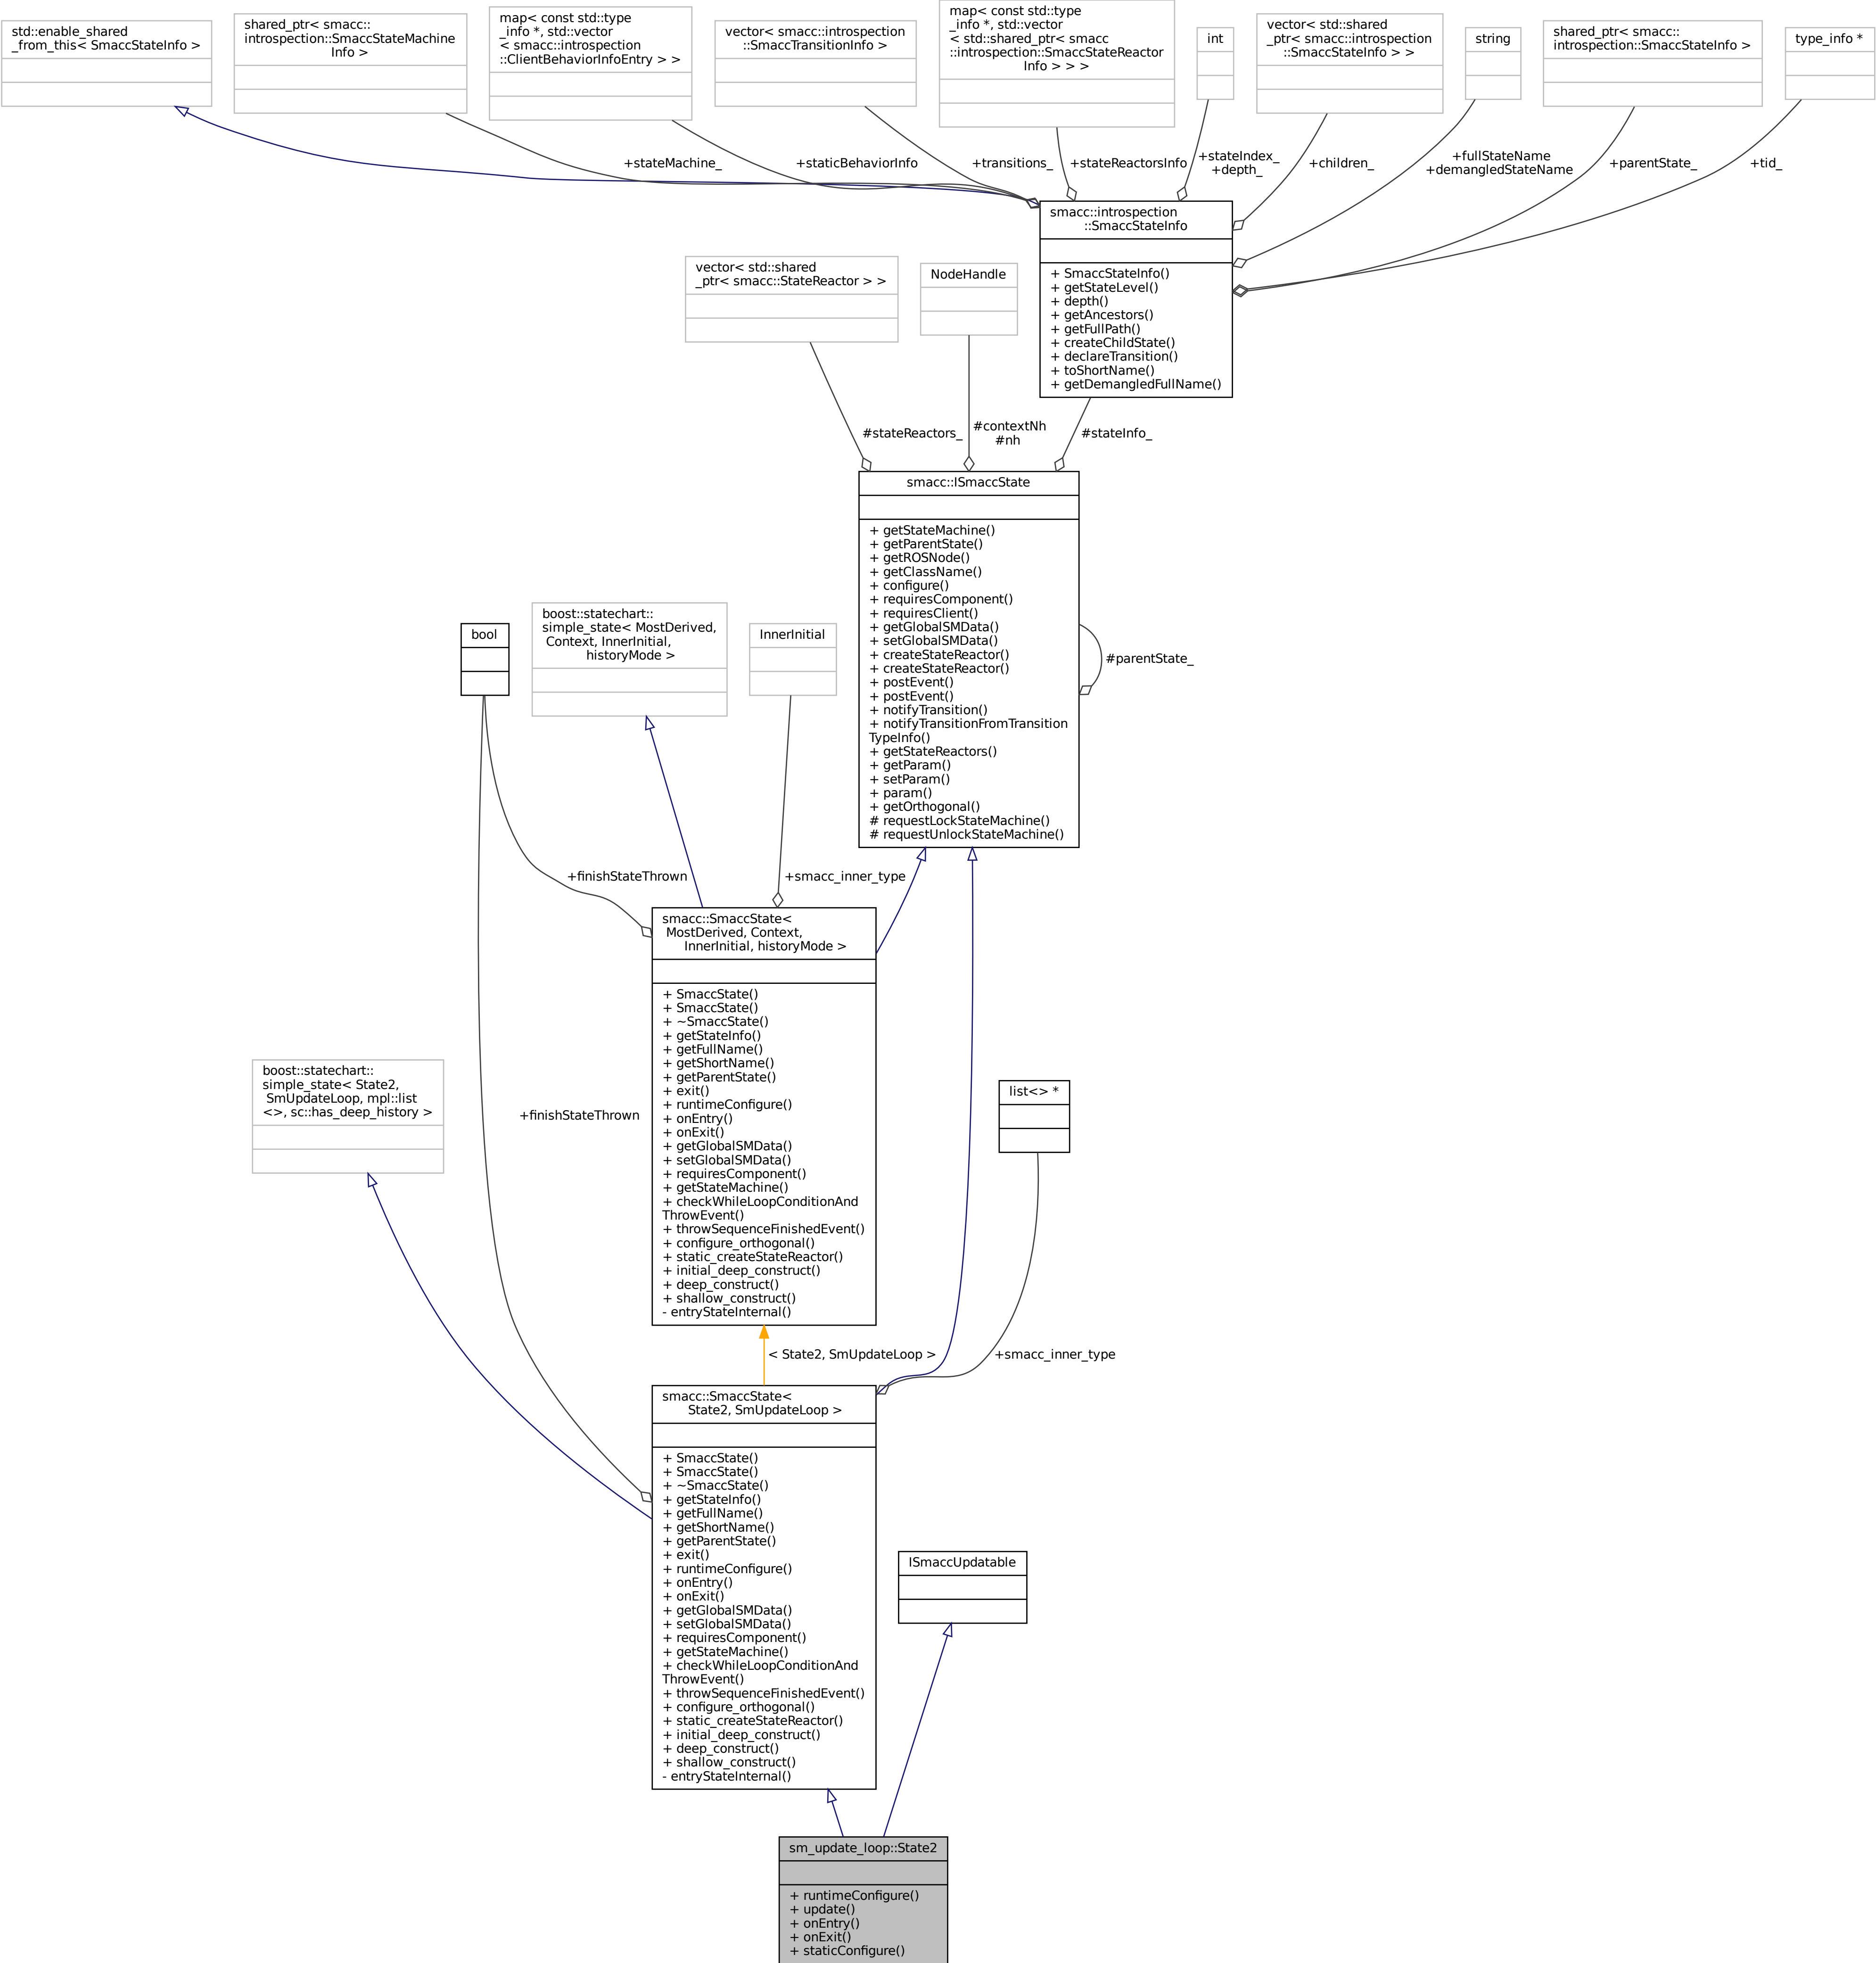 std::enable_shared
_from_this< SmaccStateInfo >
shared_ptr< smacc::
introspection::SmaccStateMachine
Info >
map< const std::type
_info *, std::vector
< smacc::introspection
::ClientBehaviorInfoEntry > >
vector< smacc::introspection
::SmaccTransitionInfo >
map< const std::type
_info *, std::vector
< std::shared_ptr< smacc
::introspection::SmaccStateReactor
Info > > >
int
vector< std::shared
_ptr< smacc::introspection
::SmaccStateInfo > >
string
shared_ptr< smacc::
introspection::SmaccStateInfo >
type_info *
+stateMachine_
+staticBehaviorInfo
+transitions_
+stateReactorsInfo
+stateIndex_
+depth_
+children_
+fullStateName
+demangledStateName
+parentState_
+tid_
smacc::introspection
::SmaccStateInfo
+ SmaccStateInfo()
+ getStateLevel()
+ depth()
+ getAncestors()
+ getFullPath()
+ createChildState()
+ declareTransition()
+ toShortName()
+ getDemangledFullName()
vector< std::shared
_ptr< smacc::StateReactor > >
NodeHandle
#stateReactors_
#contextNh
#nh
#stateInfo_
smacc::ISmaccState
+ getStateMachine()
+ getParentState()
+ getROSNode()
+ getClassName()
+ configure()
+ requiresComponent()
+ requiresClient()
+ getGlobalSMData()
+ setGlobalSMData()
+ createStateReactor()
+ createStateReactor()
+ postEvent()
+ postEvent()
+ notifyTransition()
+ notifyTransitionFromTransition
TypeInfo()
+ getStateReactors()
+ getParam()
+ setParam()
+ param()
+ getOrthogonal()
# requestLockStateMachine()
# requestUnlockStateMachine()
#parentState_
bool
boost::statechart::
simple_state< MostDerived,
Context, InnerInitial,
historyMode >
InnerInitial
+finishStateThrown
+smacc_inner_type
smacc::SmaccState<
MostDerived, Context,
InnerInitial, historyMode >
+ SmaccState()
+ SmaccState()
+ ~SmaccState()
+ getStateInfo()
+ getFullName()
+ getShortName()
+ getParentState()
+ exit()
+ runtimeConfigure()
+ onEntry()
+ onExit()
+ getGlobalSMData()
+ setGlobalSMData()
+ requiresComponent()
+ getStateMachine()
+ checkWhileLoopConditionAnd
ThrowEvent()
+ throwSequenceFinishedEvent()
+ configure_orthogonal()
+ static_createStateReactor()
+ initial_deep_construct()
+ deep_construct()
+ shallow_construct()
- entryStateInternal()
boost::statechart::
simple_state< State2,
SmUpdateLoop, mpl::list
<>, sc::has_deep_history >
+finishStateThrown
list<> *
< State2, SmUpdateLoop >
+smacc_inner_type
smacc::SmaccState<
State2, SmUpdateLoop >
+ SmaccState()
+ SmaccState()
+ ~SmaccState()
+ getStateInfo()
+ getFullName()
+ getShortName()
+ getParentState()
+ exit()
+ runtimeConfigure()
+ onEntry()
+ onExit()
+ getGlobalSMData()
+ setGlobalSMData()
+ requiresComponent()
+ getStateMachine()
+ checkWhileLoopConditionAnd
ThrowEvent()
+ throwSequenceFinishedEvent()
+ configure_orthogonal()
+ static_createStateReactor()
+ initial_deep_construct()
+ deep_construct()
+ shallow_construct()
- entryStateInternal()
ISmaccUpdatable
sm_update_loop::State2
+ runtimeConfigure()
+ update()
+ onEntry()
+ onExit()
+ staticConfigure()